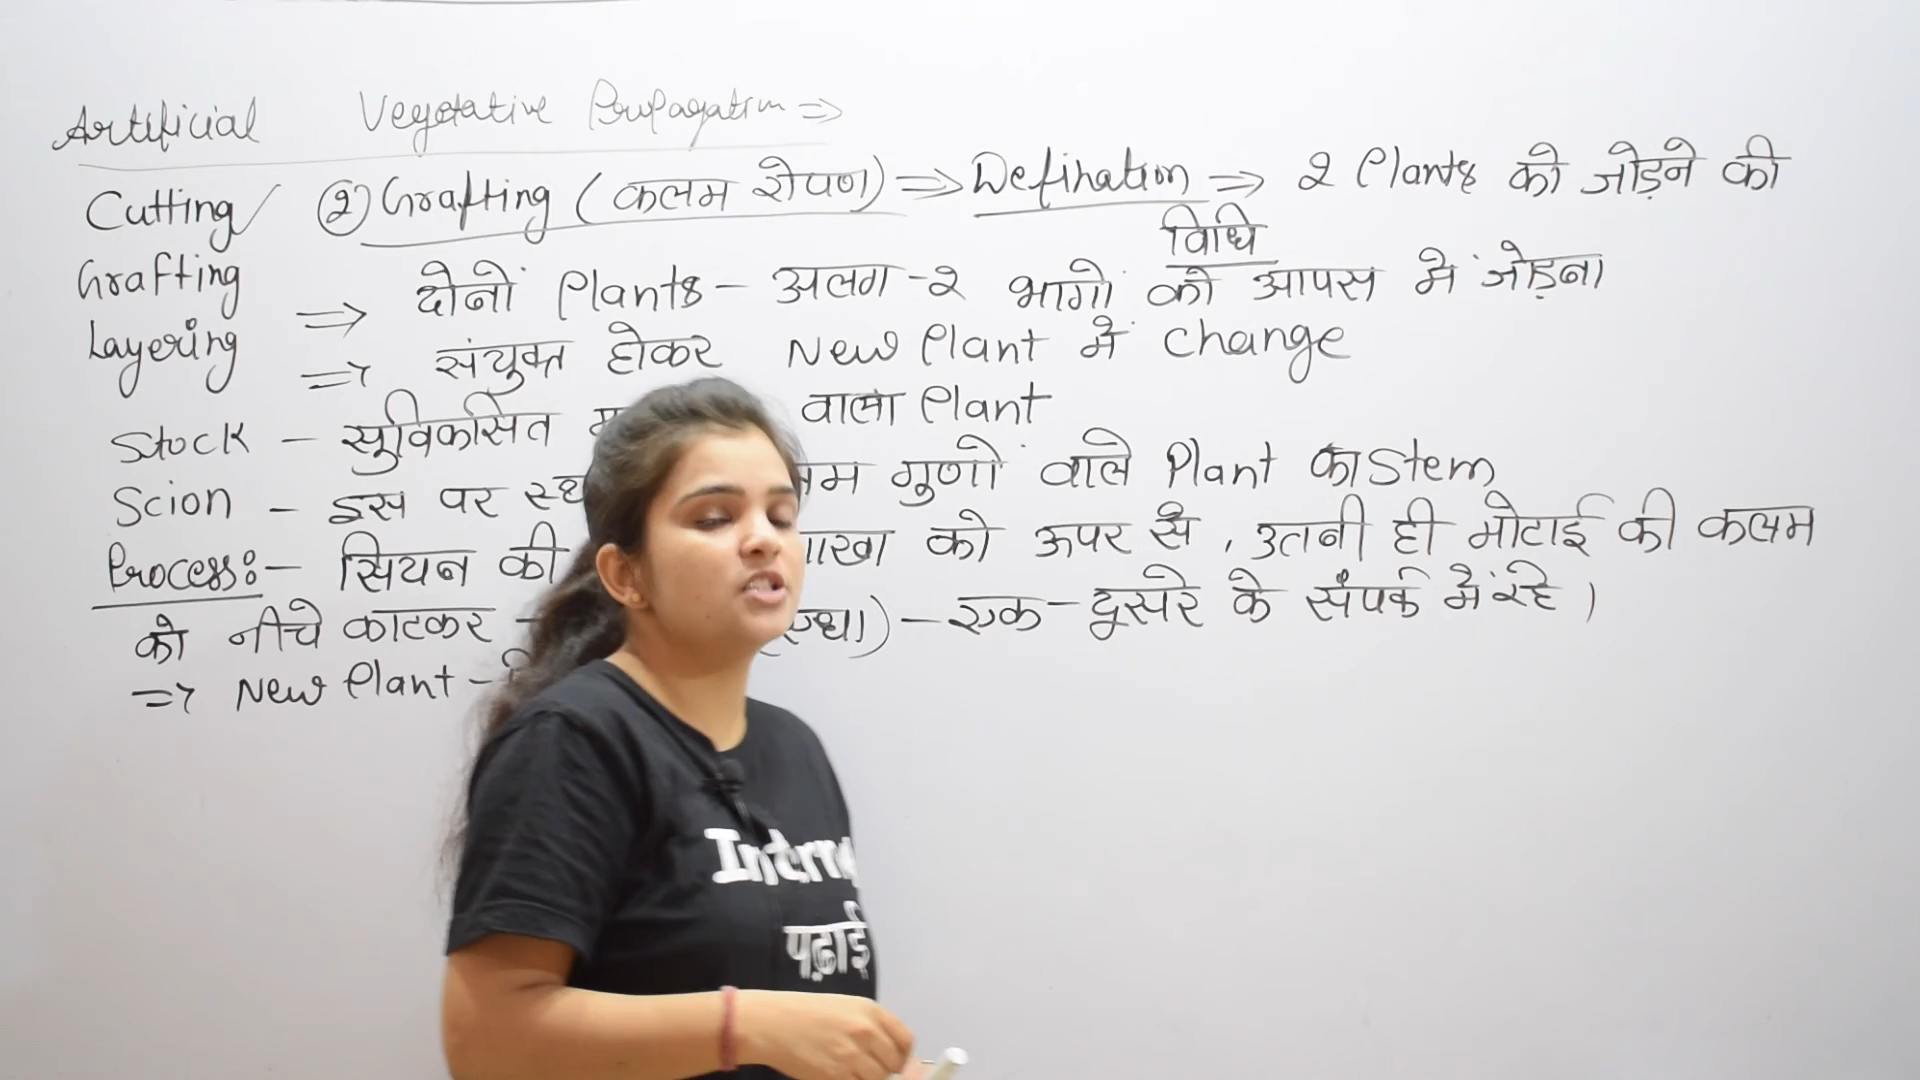 Artificial Vegetative Propagation ⇒
Cutting ✓ ② Grafting (कलम रोपण) ⇒ Defination ⇒ 2 Plants को जोड़ने की
विधि
Grafting
⇒ दोनों Plants - अलग-2 भागों को आपस में जोड़ना
Layering
⇒ संयुक्त होकर New Plant में Change
Stock - सुविकसित वाला Plant
Scion - इस पर गुणों वाले Plant का Stem
Process:- सियन की शाखा को ऊपर से, उतनी ही मोटाई की कलम
को नीचे काटकर - - एक-दूसरे के संपर्क में रहे।
⇒ New Plant -
Intern
पढ़ाई